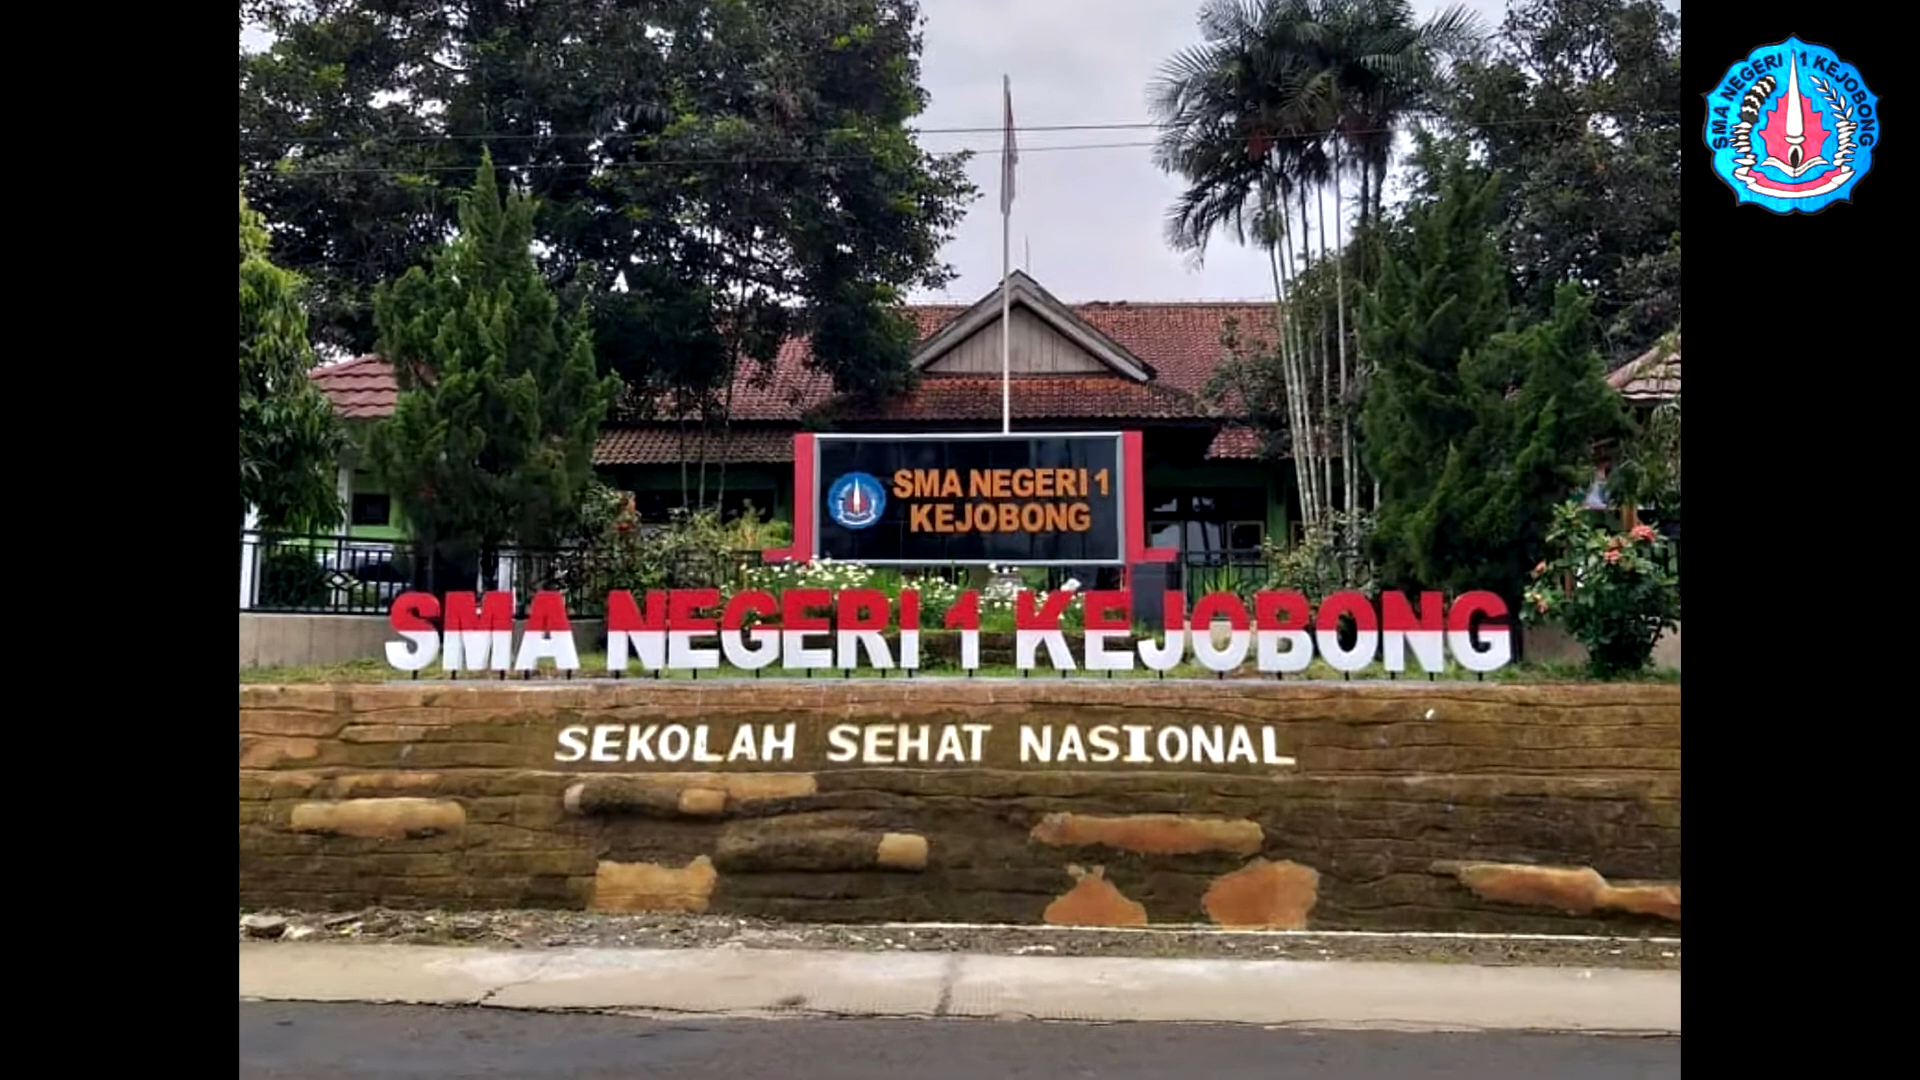 SMA NEGERI 1 KEJOBONG
SMA NEGERI 1
KEJOBONG
SMA NEGERI 1 KEJOBONG
SEKOLAH SEHAT NASIONAL